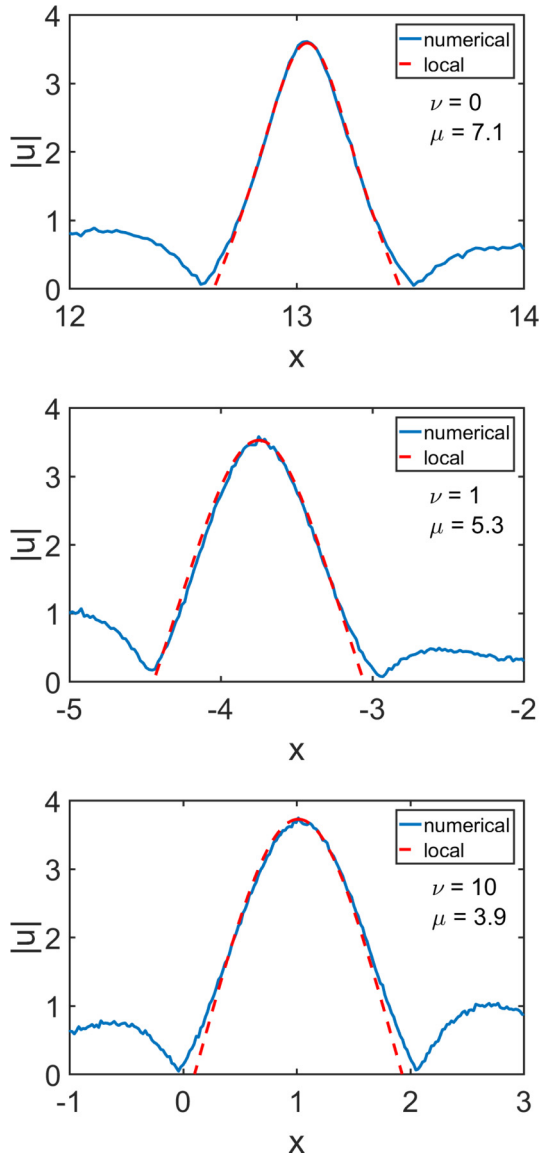 4
3
2
1
0
|u|
numerical
local
ν = 0
μ = 7.1
12
13
14
x
4
3
2
1
0
|u|
numerical
local
ν = 1
μ = 5.3
-5
-4
-3
-2
x
4
3
2
1
0
|u|
numerical
local
ν = 10
μ = 3.9
-1
0
1
2
3
x